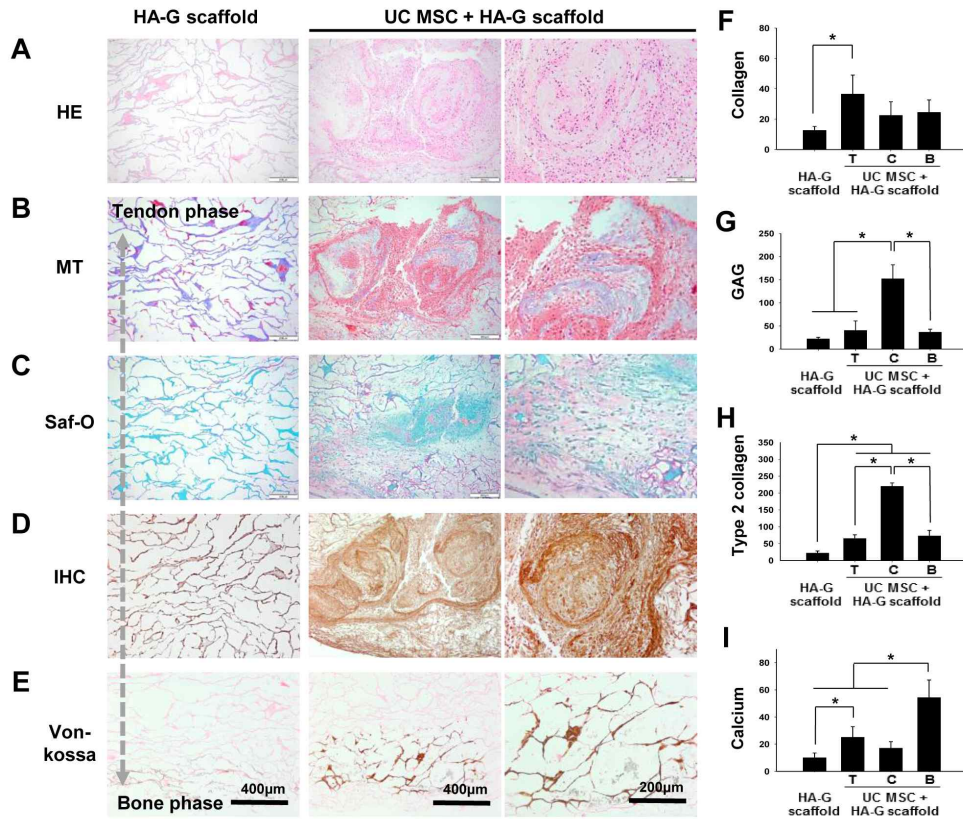 HA-G scaffold
UC MSC + HA-G scaffold
A
HE
B
Tendon phase
MT
C
Saf-O
D
IHC
E
Von-
kossa
Bone phase
400μm
400μm
200μm
F
Collagen
80
60
40
20
0
*
T C B
HA-G
scaffold
UC MSC +
HA-G scaffold
G
GAG
250
200
150
100
50
0
* *
T C B
HA-G
scaffold
UC MSC +
HA-G scaffold
H
Type 2 collagen
350
300
250
200
150
100
50
0
*
* *
T C B
HA-G
scaffold
UC MSC +
HA-G scaffold
I
Calcium
80
60
40
20
0
*
*
T C B
HA-G
scaffold
UC MSC +
HA-G scaffold